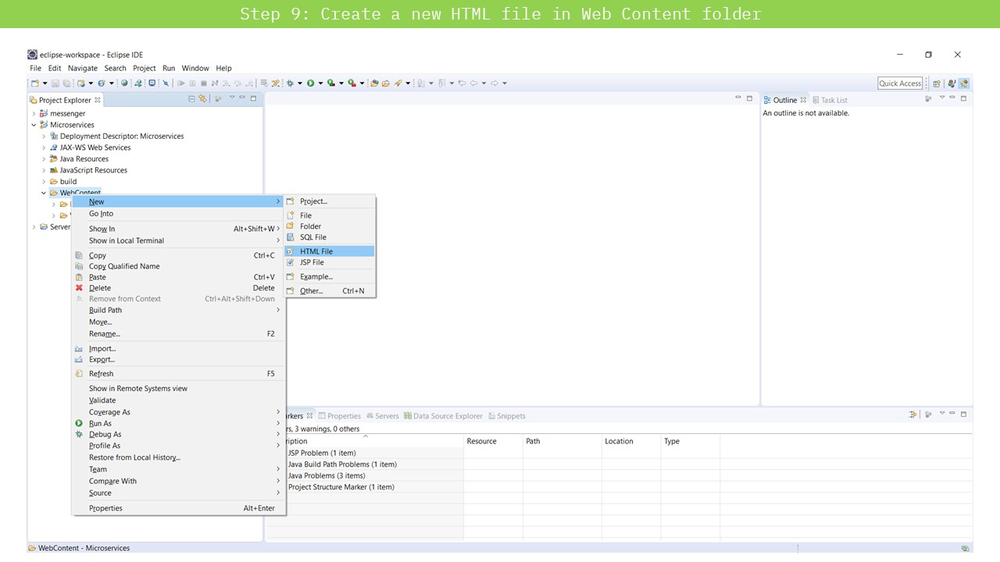 Step 9: Create a new HTML file in Web Content folder
eclipse-workspace - Eclipse IDE
File Edit Navigate Search Project Run Window Help
Quick Access
Project Explorer
messenger
Microservices
Deployment Descriptor: Microservices
JAX-WS Web Services
Java Resources
JavaScript Resources
build
WebContent
Server
New
Go Into
Show In Alt+Shift+W
Show in Local Terminal
Copy Ctrl+C
Copy Qualified Name
Paste Ctrl+V
Delete Delete
Remove from Context Ctrl+Alt+Shift+Down
Build Path
Move...
Rename... F2
Import...
Export...
Refresh F5
Show in Remote Systems view
Validate
Coverage As
Run As
Debug As
Profile As
Restore from Local History...
Team
Compare With
Source
Properties Alt+Enter
Project...
File
Folder
SQL File
HTML File
JSP File
Example...
Other... Ctrl+N
Outline Task List
An outline is not available.
rkers Properties Servers Data Source Explorer Snippets
rs, 3 warnings, 0 others
ription Resource Path Location Type
JSP Problem (1 item)
Java Build Path Problems (1 item)
Java Problems (3 items)
Project Structure Marker (1 item)
WebContent - Microservices